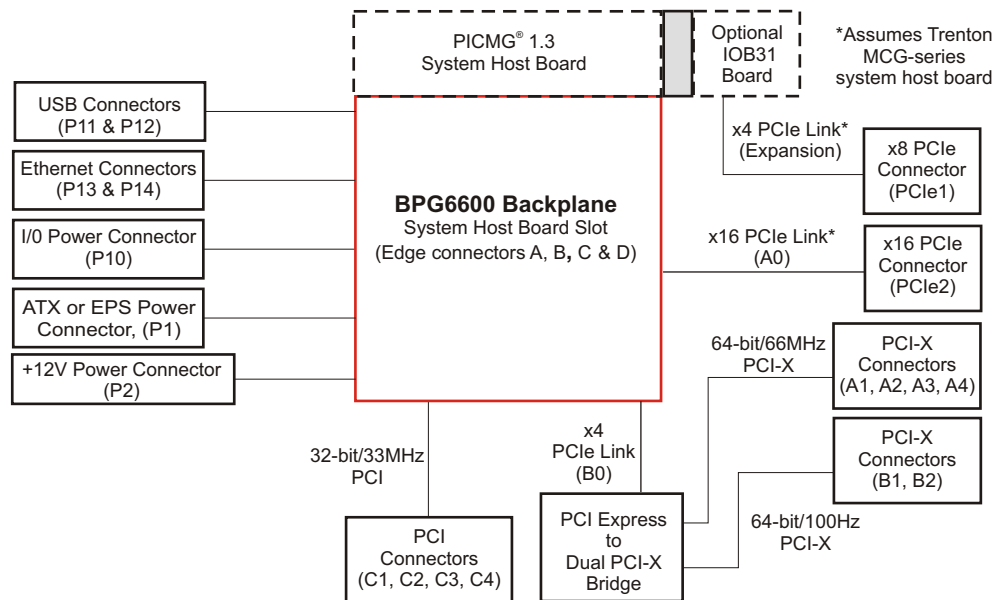 PICMG® 1.3
System Host Board
Optional
IOB31
Board
*Assumes Trenton
MCG-series
system host board
USB Connectors
(P11 & P12)
Ethernet Connectors
(P13 & P14)
I/0 Power Connector
(P10)
ATX or EPS Power
Connector, (P1)
+12V Power Connector
(P2)
BPG6600 Backplane
System Host Board Slot
(Edge connectors A, B, C & D)
x4 PCIe Link*
(Expansion)
x8 PCIe
Connector
(PCIe1)
x16 PCIe Link*
(A0)
x16 PCIe
Connector
(PCIe2)
64-bit/66MHz
PCI-X
PCI-X
Connectors
(A1, A2, A3, A4)
PCI-X
Connectors
(B1, B2)
32-bit/33MHz
PCI
x4
PCIe Link
(B0)
64-bit/100Hz
PCI-X
PCI
Connectors
(C1, C2, C3, C4)
PCI Express
to
Dual PCI-X
Bridge